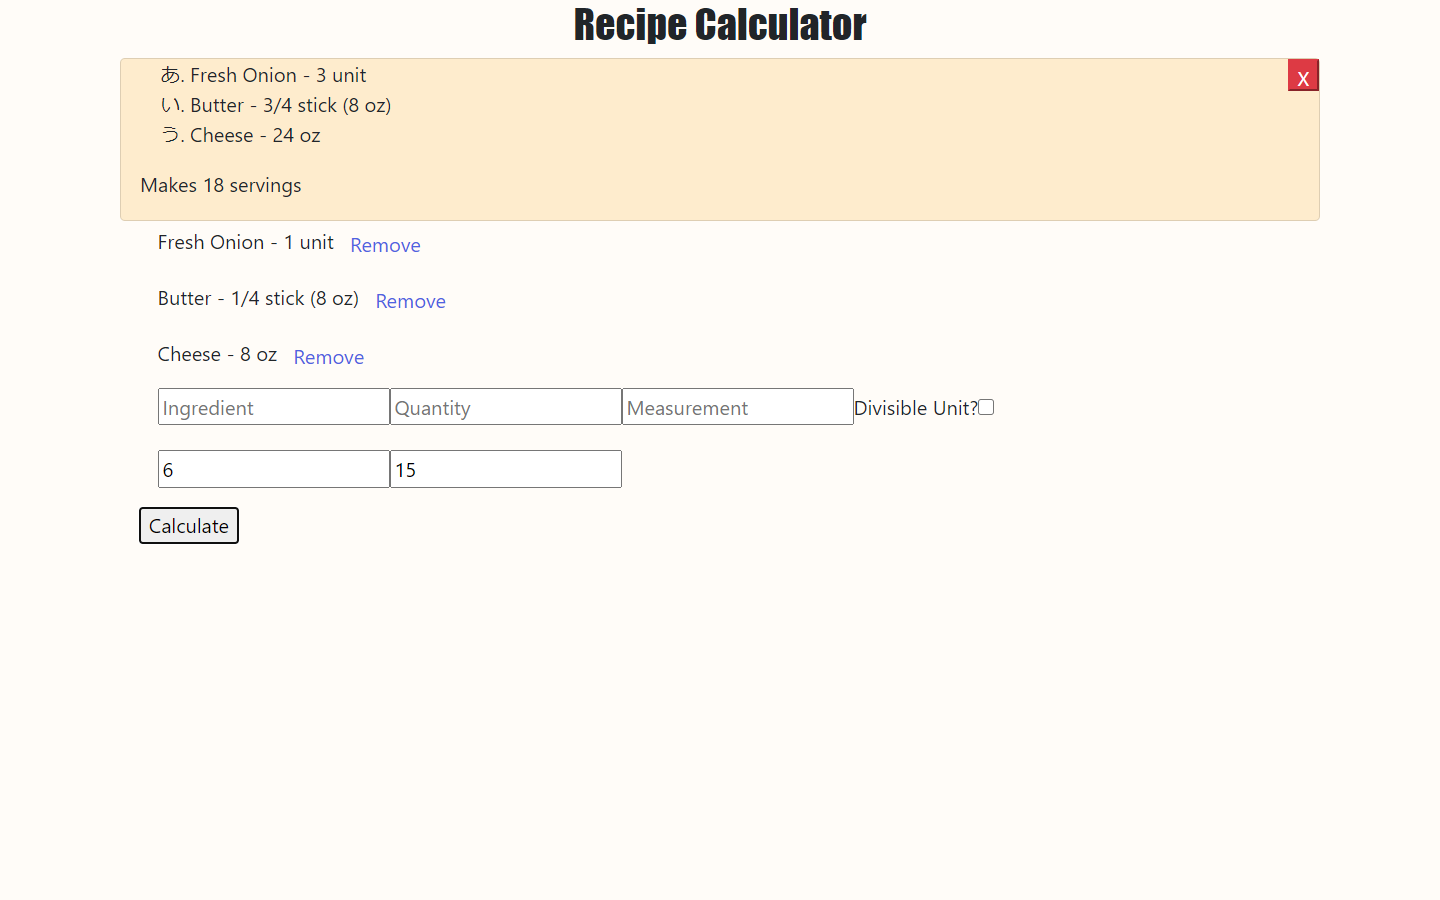 Recipe Calculator
あ. Fresh Onion - 3 unit
X
い. Butter - 3/4 stick (8 oz)
う. Cheese - 24 oz
Makes 18 servings
Fresh Onion - 1 unit Remove
Butter - 1/4 stick (8 oz) Remove
Cheese - 8 oz Remove
Ingredient Quantity Measurement Divisible Unit?
6 15
Calculate